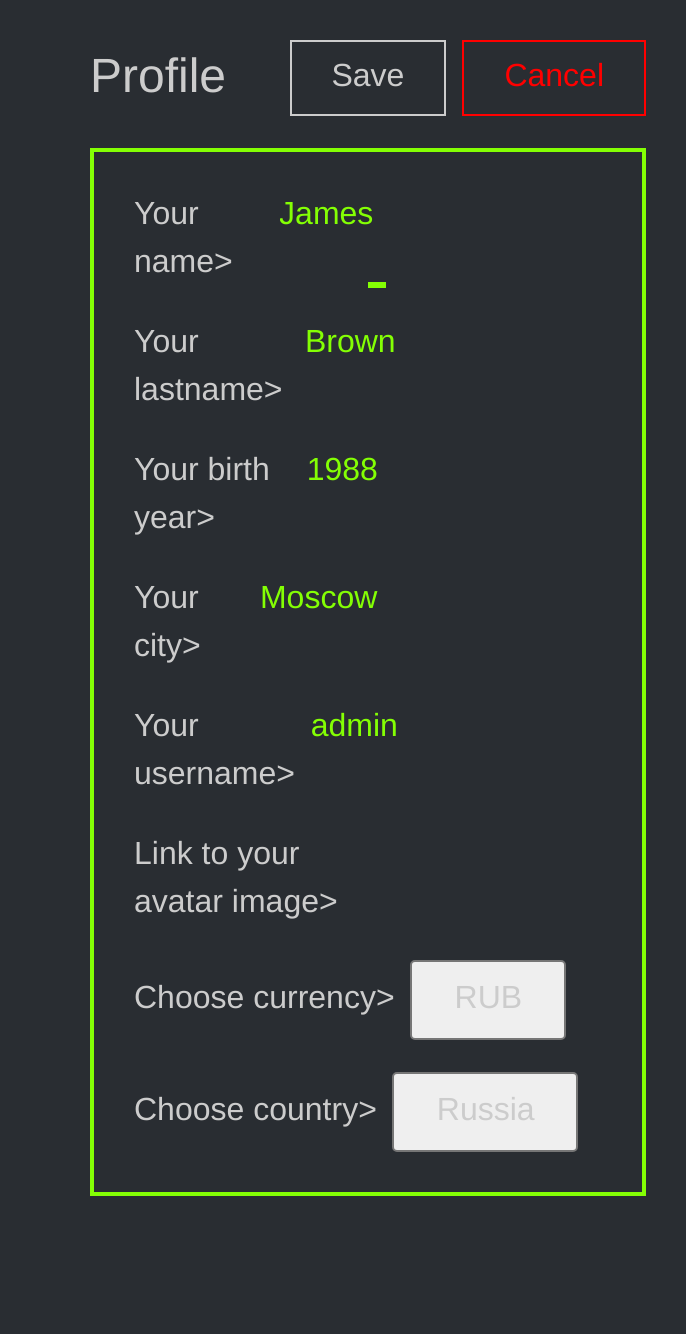 Profile Save Cancel
Your James
name>
Your Brown
lastname>
Your birth 1988
year>
Your Moscow
city>
Your admin
username>
Link to your
avatar image>
Choose currency> RUB
Choose country> Russia